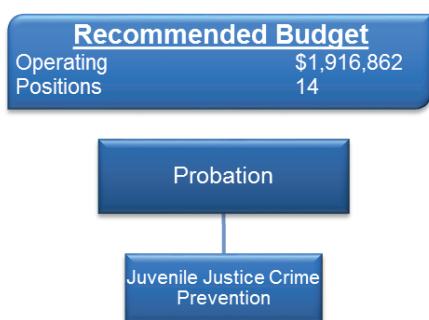 Recommended Budget
Operating $1,916,862
Positions 14
Probation
Juvenile Justice Crime
Prevention